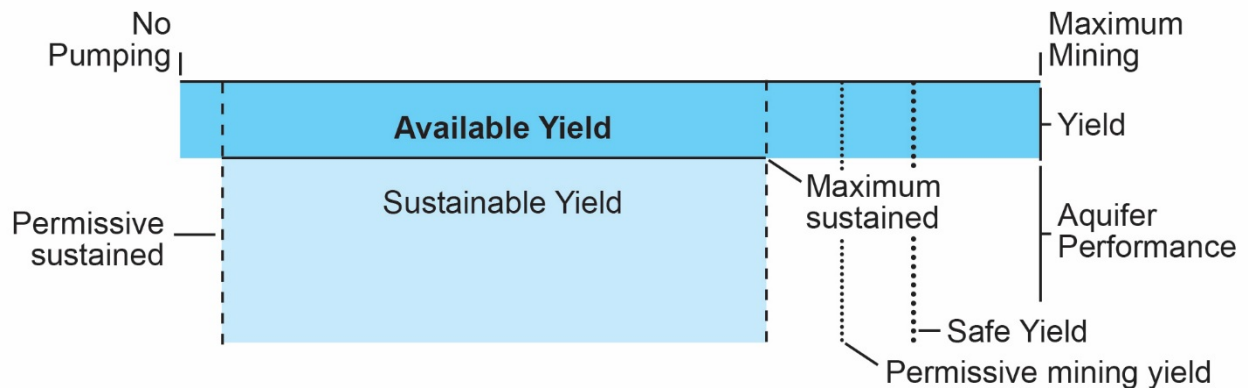 No
Pumping
Maximum
Mining
Available Yield
Yield
Sustainable Yield
Maximum
sustained
Permissive
sustained
Aquifer
Performance
Safe Yield
Permissive mining yield